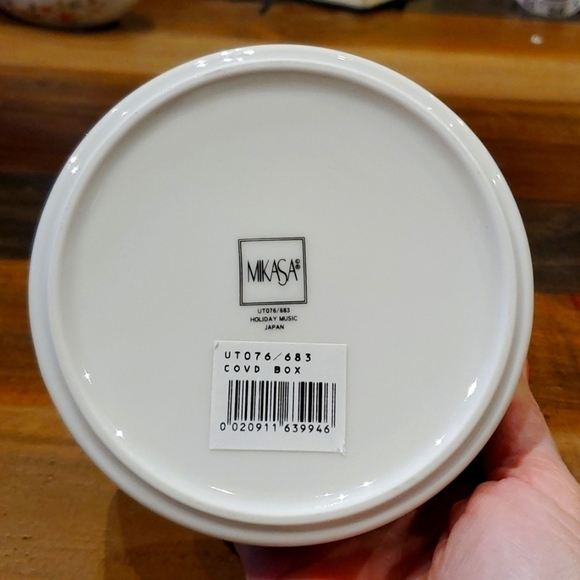 MIKASA©®
UT076/683
HOLIDAY MUSIC
JAPAN
UT076/683
COVD BOX
0 020911 639946